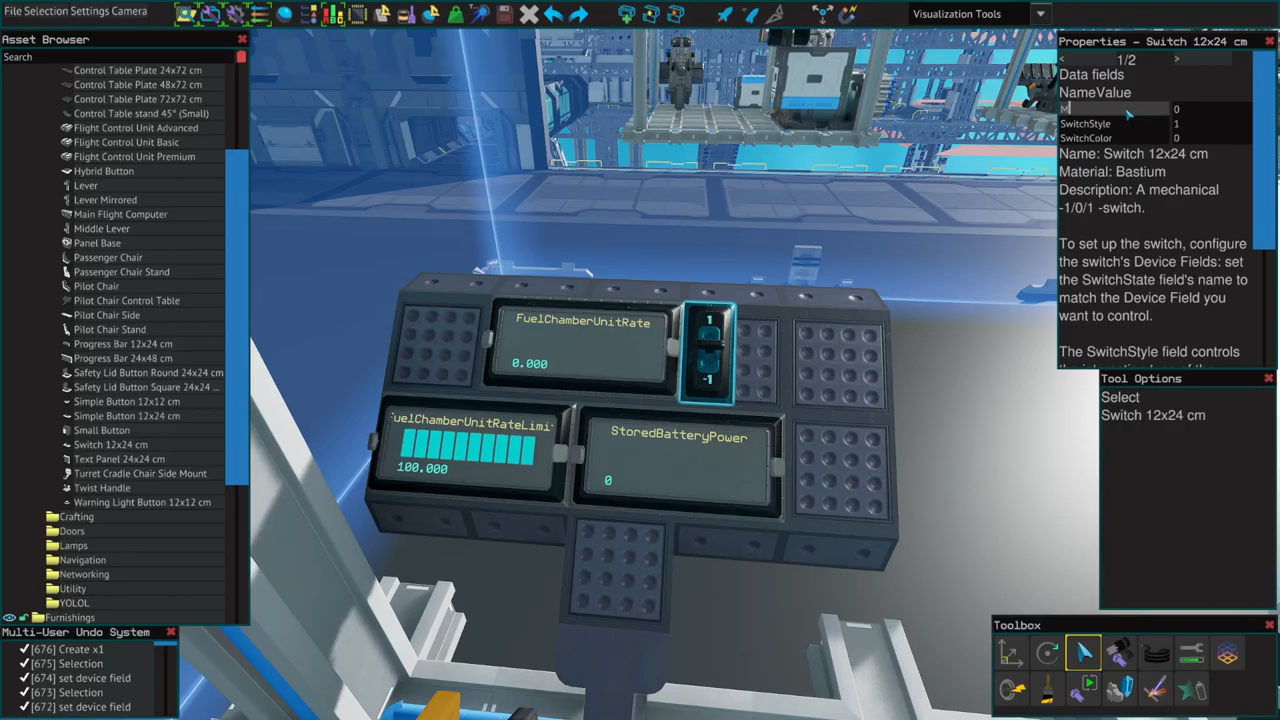 File Selection Settings Camera
Visualization Tools
Asset Browser
Search
Control Table Plate 24x72 cm
Control Table Plate 48x72 cm
Control Table Plate 72x72 cm
Control Table stand 45° (Small)
Flight Control Unit Advanced
Flight Control Unit Basic
Flight Control Unit Premium
Hybrid Button
Lever
Lever Mirrored
Main Flight Computer
Middle Lever
Panel Base
Passenger Chair
Passenger Chair Stand
Pilot Chair
Pilot Chair Control Table
Pilot Chair Side
Pilot Chair Stand
Progress Bar 12x24 cm
Progress Bar 24x48 cm
Safety Lid Button Round 24x24 cm
Safety Lid Button Square 24x24 ...
Simple Button 12x12 cm
Simple Button 12x24 cm
Small Button
Switch 12x24 cm
Text Panel 24x24 cm
Turret Cradle Chair Side Mount
Twist Handle
Warning Light Button 12x12 cm
Crafting
Doors
Lamps
Navigation
Networking
Utility
YOLOL
Furnishings
Multi-User Undo System
[676] Create x1
[675] Selection
[674] set device field
[673] Selection
[672] set device field
FuelChamberUnitRate
0.000
1
-1
uelChamberUnitRateLimi
100.000
StoredBatteryPower
0
Properties - Switch 12x24 cm
< 1/2 >
Data fields
NameValue
M 0
SwitchStyle 1
SwitchColor 0
Name: Switch 12x24 cm
Material: Bastium
Description: A mechanical
-1/0/1 -switch.
To set up the switch, configure
the switch's Device Fields: set
the SwitchState field's name to
match the Device Field you
want to control.
The SwitchStyle field controls
Tool Options
Select
Switch 12x24 cm
Toolbox